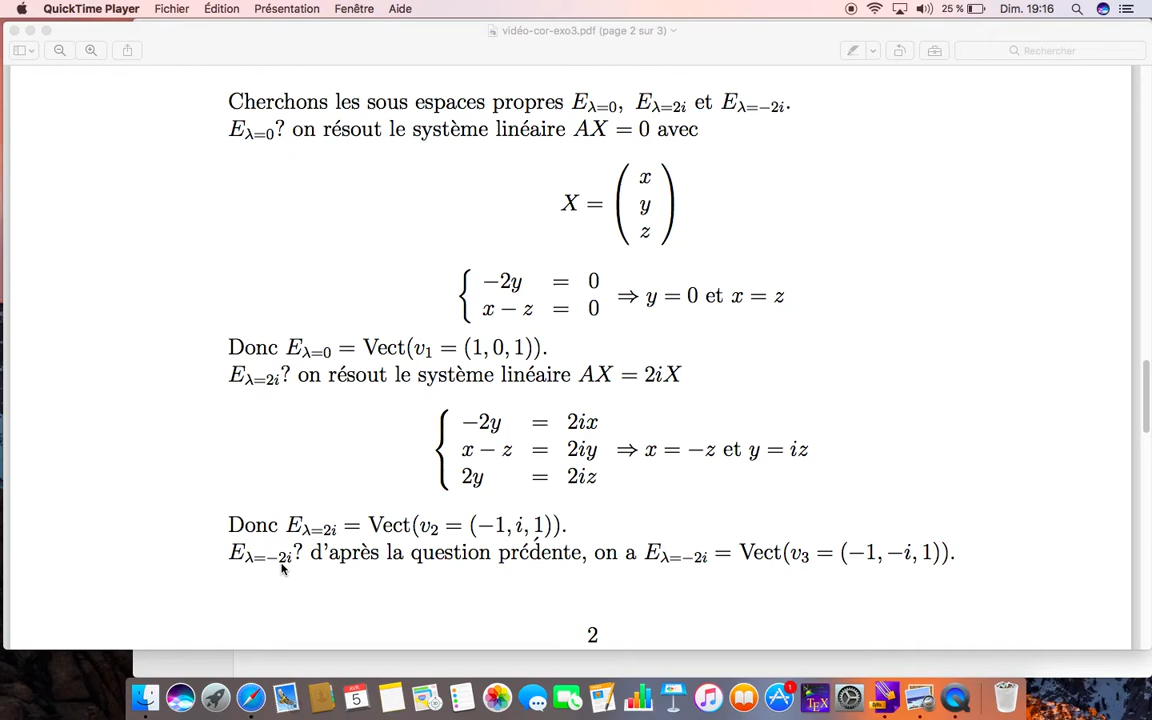 QuickTime Player Fichier Édition Présentation Fenêtre Aide 25 % Dim. 19:16
vidéo-cor-exo3.pdf (page 2 sur 3)
Rechercher
Cherchons les sous espaces propres E_{λ=0}, E_{λ=2i} et E_{λ=−2i}.
E_{λ=0}? on résout le système linéaire AX = 0 avec
X = ( x
y
z )
{ −2y = 0
x − z = 0 ⇒ y = 0 et x = z
Donc E_{λ=0} = Vect(v₁ = (1, 0, 1)).
E_{λ=2i}? on résout le système linéaire AX = 2iX
{ −2y = 2ix
x − z = 2iy ⇒ x = −z et y = iz
2y = 2iz
Donc E_{λ=2i} = Vect(v₂ = (−1, i, 1)).
E_{λ=−2i}? d'après la question prédente, on a E_{λ=−2i} = Vect(v₃ = (−1, −i, 1)).
2
5
1
TEX